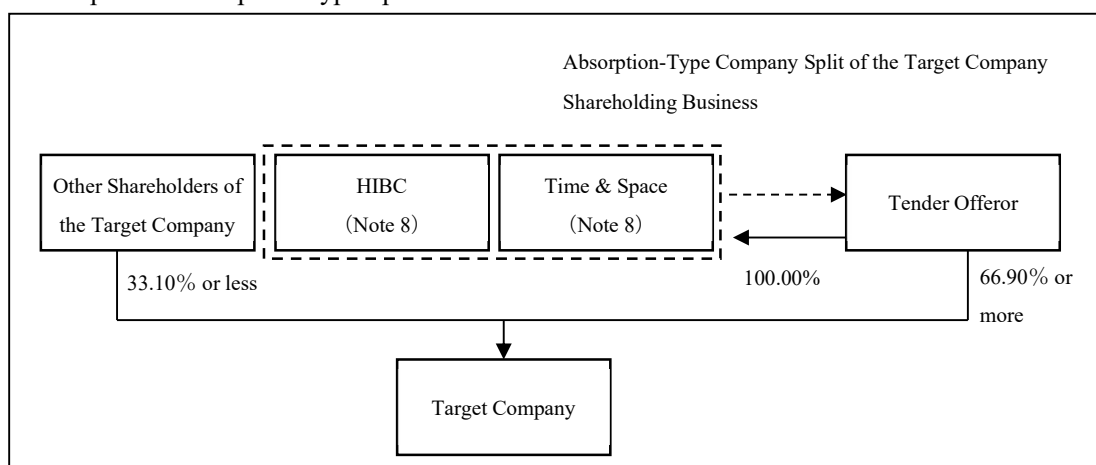 Absorption-Type Company Split of the Target Company
Shareholding Business
Other Shareholders of
the Target Company
HIBC
（Note 8）
Time & Space
（Note 8）
Tender Offeror
33.10％ or less
100.00%
66.90％ or
more
Target Company